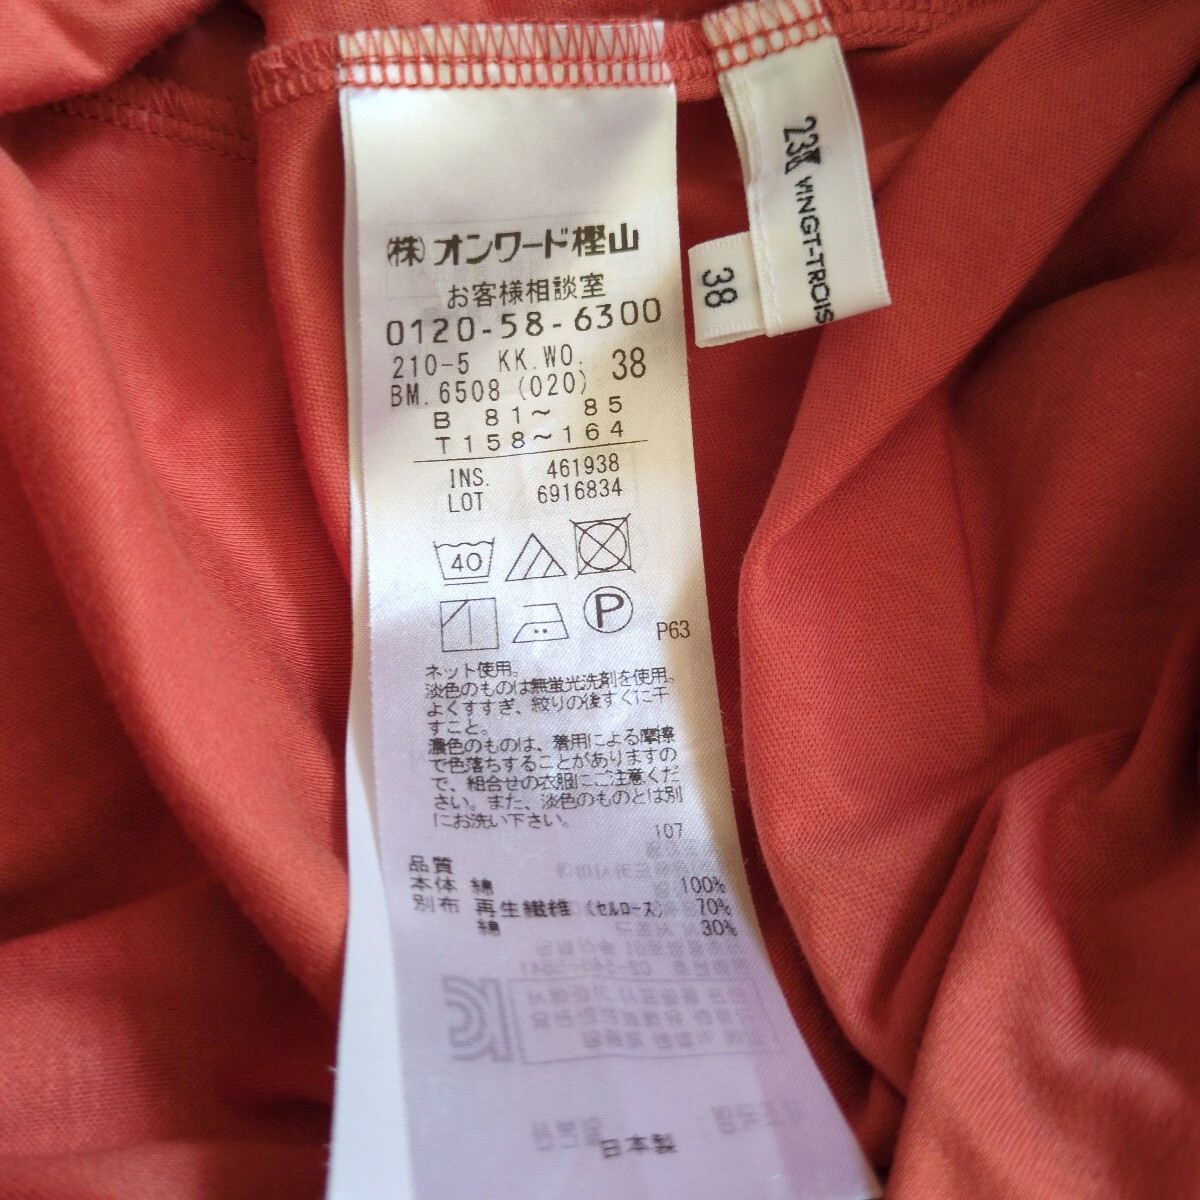 (株)オンワード樫山
お客様相談室
0120-58-6300
210-5 KK.WO. 38
BM.6508 (020)
B 81～ 85
T158～164
INS. 461938
LOT 6916834
40
P
P63
ネット使用。
淡色のものは無蛍光洗剤を使用。
よくすすぎ、絞りの後すぐに干
すこと。
濃色のものは、着用による摩擦
で色落ちすることがありますの
で、組合せの衣服にご注意くだ
さい。また、淡色のものとは別
にお洗い下さい。
107
品質
本体 綿 100%
別布 再生繊維(セルロース) 70%
綿 30%
日本製
23区 VINGT-TROIS
38